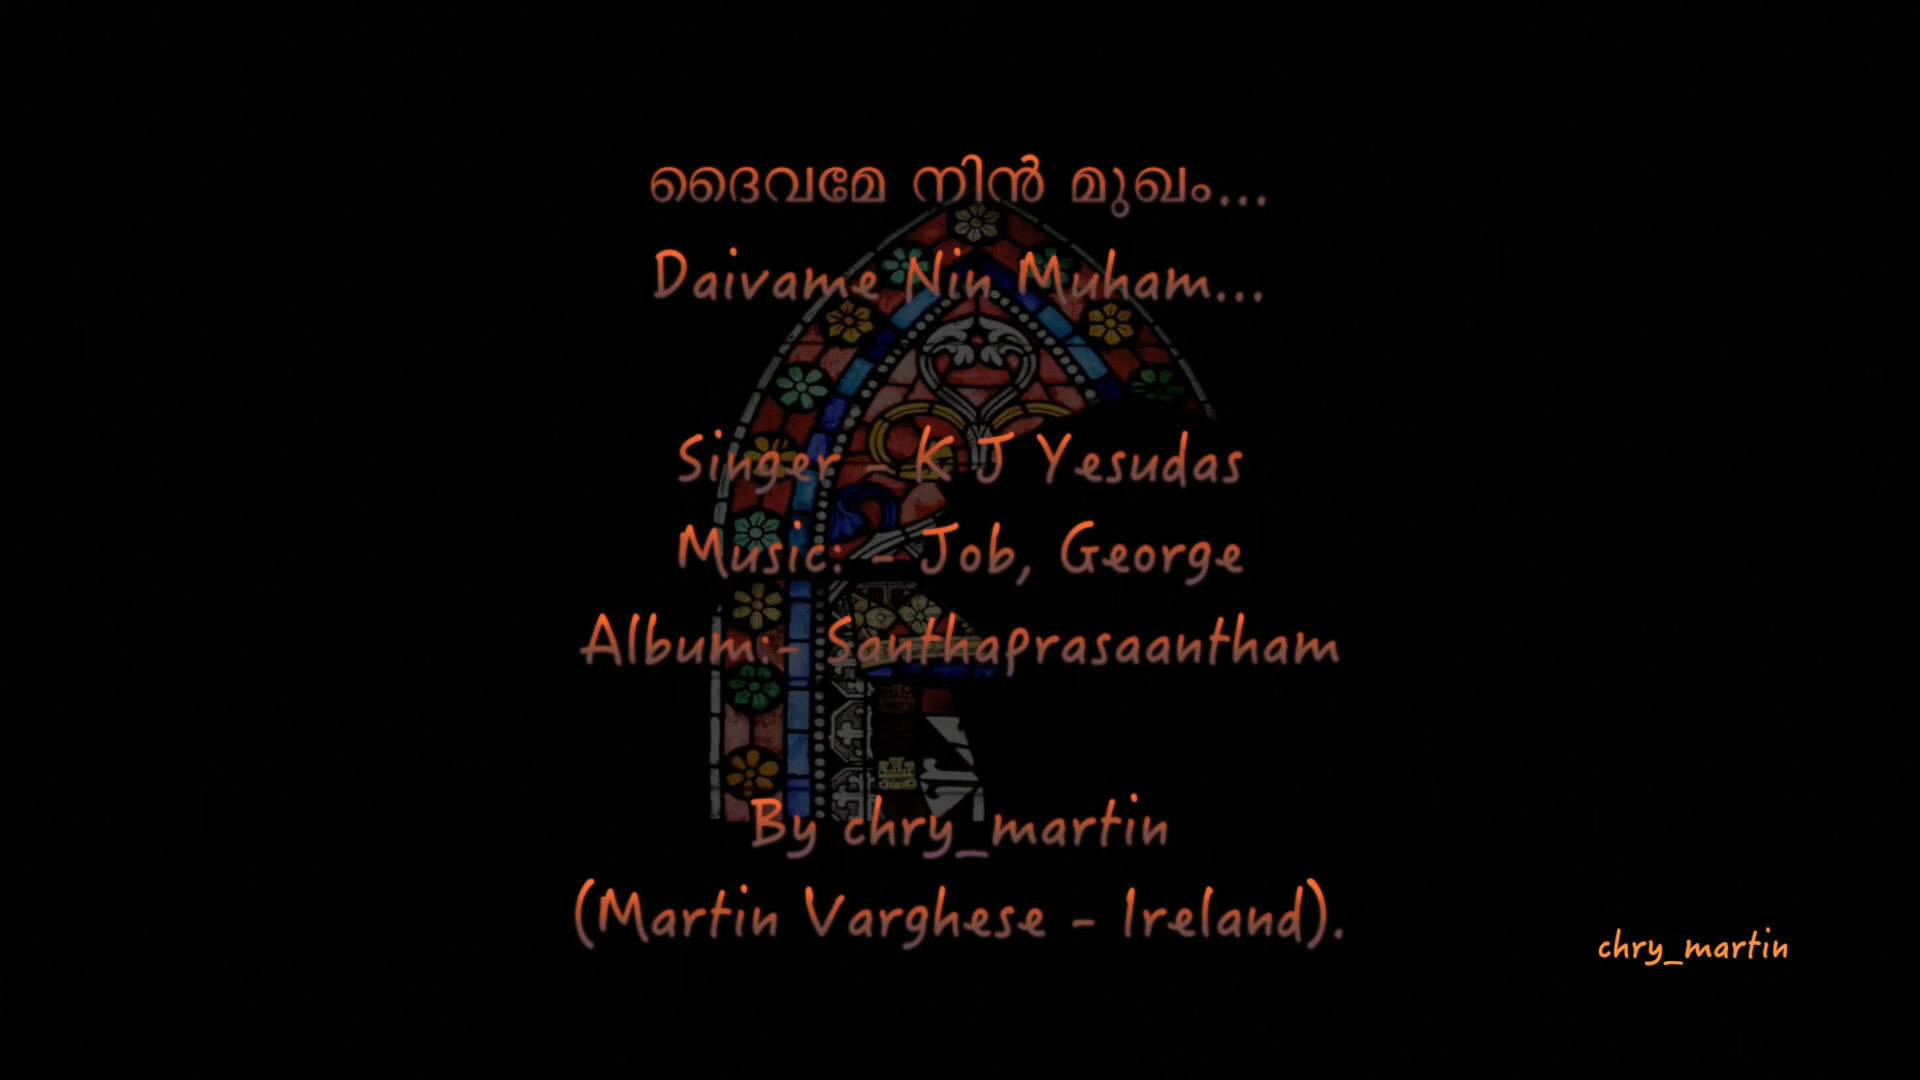 ദൈവമേ നിൻ മുഖം...
Daivame Nin Muham...
Singer - K J Yesudas
Music: - Job, George
Album:- Santhaprasaantham
By chry_martin
(Martin Varghese - Ireland).
chry_martin